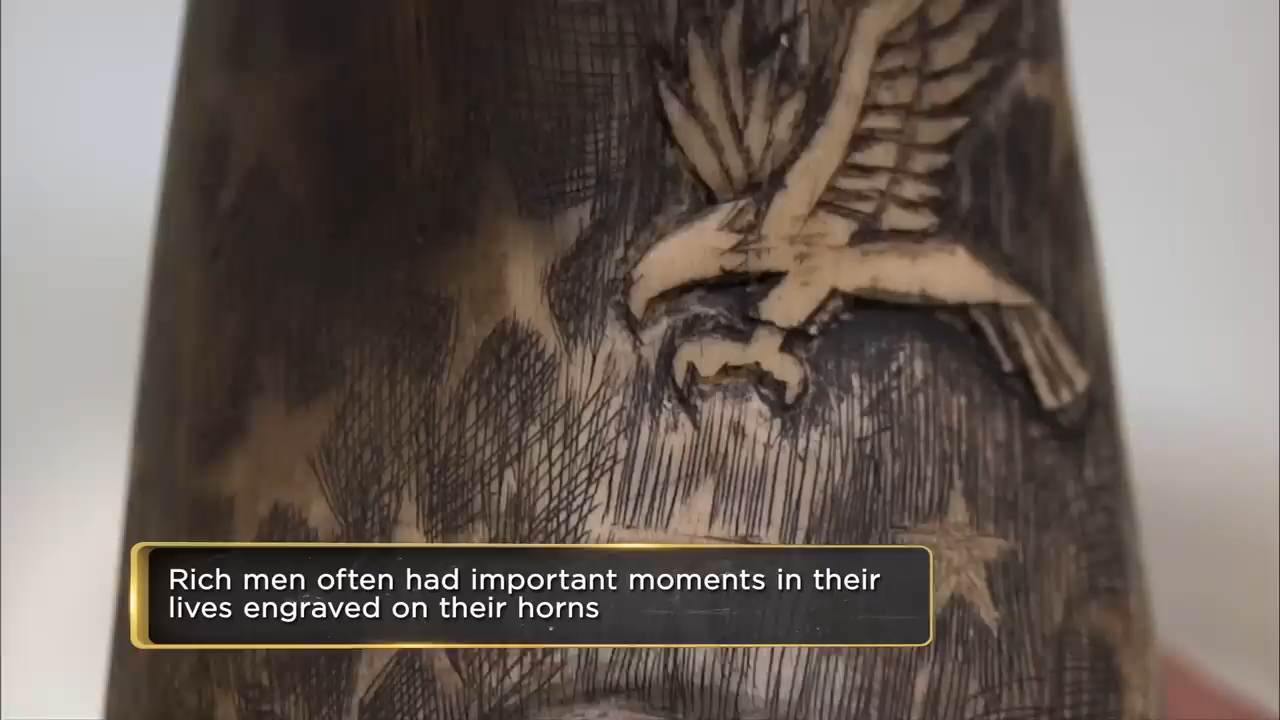 Rich men often had important moments in their
lives engraved on their horns